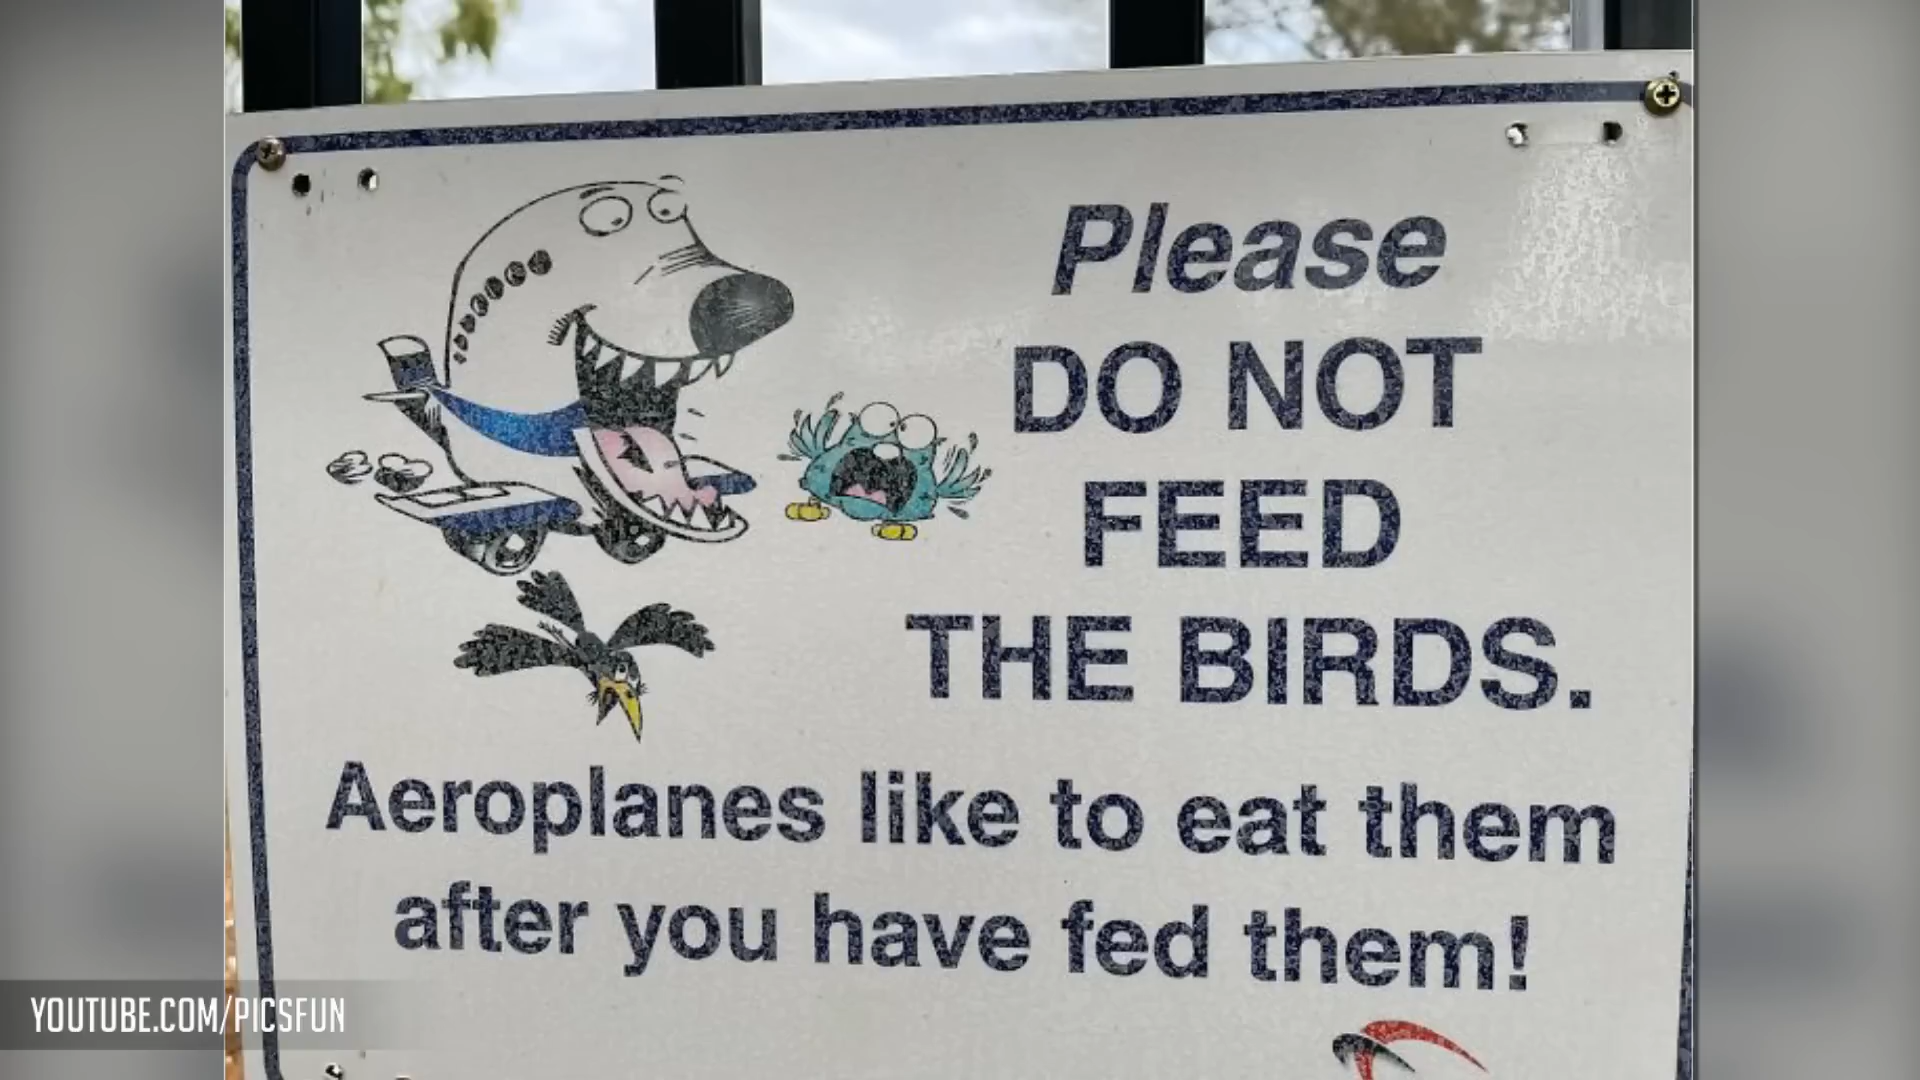 Please
DO NOT
FEED
THE BIRDS.
Aeroplanes like to eat them
after you have fed them!
YOUTUBE.COM/PICSFUN